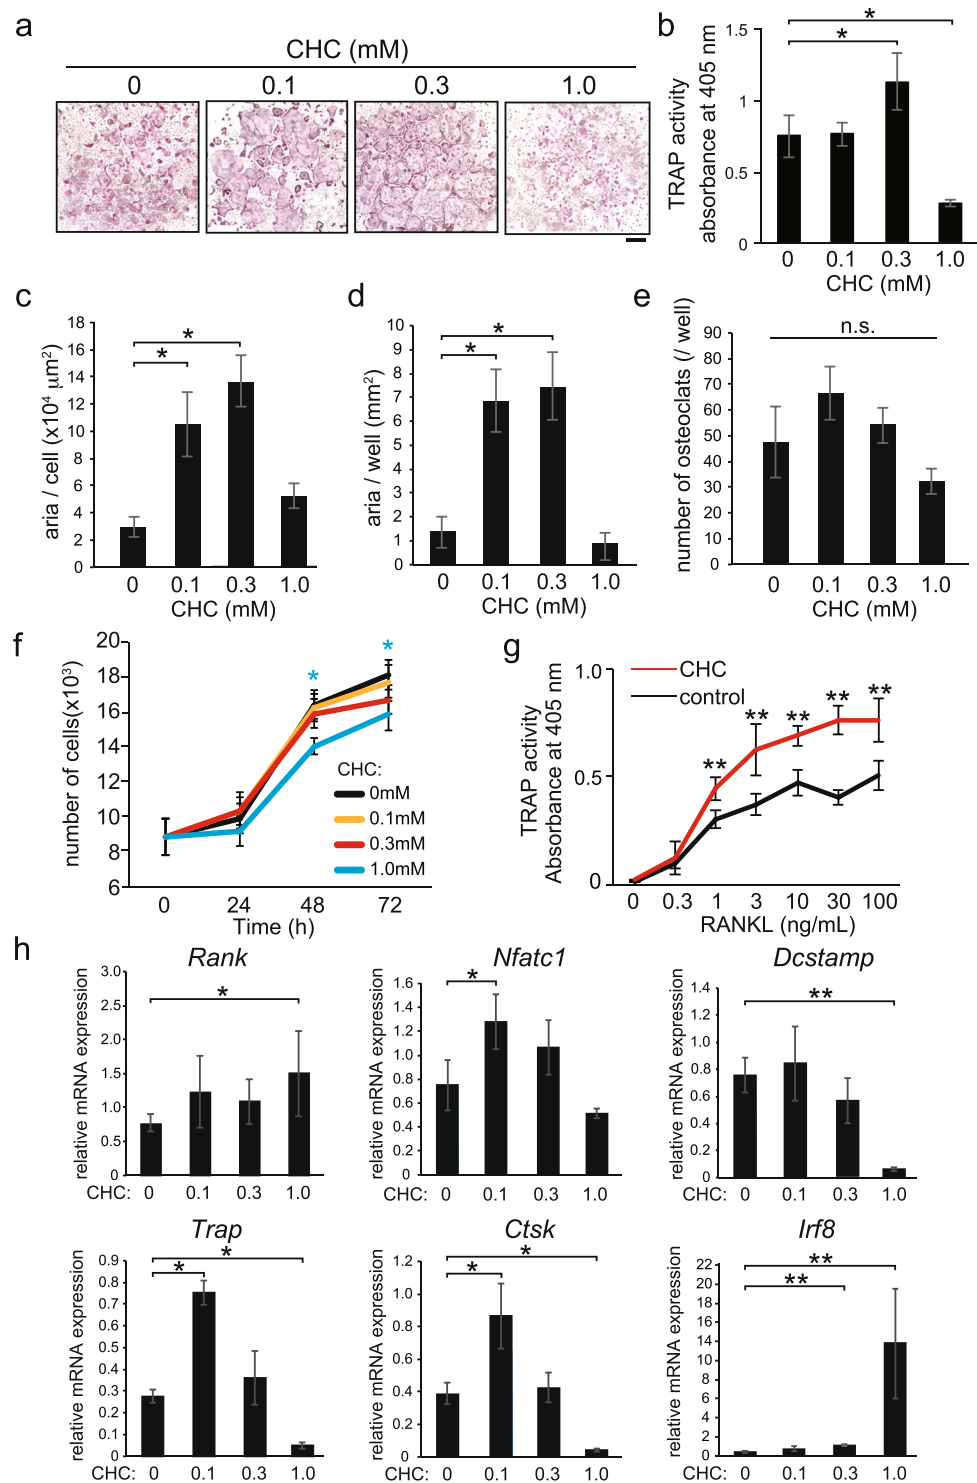 a
CHC (mM)
0 0.1 0.3 1.0
b
TRAP activity
absorbance at 405 nm
1.5
1
0.5
0
* *
0 0.1 0.3 1.0
CHC (mM)
c
aria / cell (x10⁴ μm²)
18
16
14
12
10
8
6
4
2
0
* *
0 0.1 0.3 1.0
CHC (mM)
d
aria / well (mm²)
10
9
8
7
6
5
4
3
2
1
0
* *
0 0.1 0.3 1.0
CHC (mM)
e
number of osteoclats (/ well)
90
80
70
60
50
40
30
20
10
0
n.s.
0 0.1 0.3 1.0
CHC (mM)
f
number of cells(x10³)
20
18
16
14
12
10
8
6
* *
CHC:
0mM
0.1mM
0.3mM
1.0mM
0 24 48 72
Time (h)
g
TRAP activity
Absorbance at 405 nm
1.0
0.5
0
CHC
control
** ** ** ** **
0 0.3 1 3 10 30 100
RANKL (ng/mL)
h
Rank
relative mRNA expression
3.0
2.5
2.0
1.5
1.0
0.5
0
*
CHC: 0 0.1 0.3 1.0
Nfatc1
relative mRNA expression
1.6
1.4
1.2
1.0
0.8
0.6
0.4
0.2
0
*
CHC: 0 0.1 0.3 1.0
Dcstamp
relative mRNA expression
1.4
1.2
1.0
0.8
0.6
0.4
0.2
0
**
CHC: 0 0.1 0.3 1.0
Trap
relative mRNA expression
0.9
0.8
0.7
0.6
0.5
0.4
0.3
0.2
0.1
0
* *
CHC: 0 0.1 0.3 1.0
Ctsk
relative mRNA expression
1.2
1.0
0.8
0.6
0.4
0.2
0
* *
CHC: 0 0.1 0.3 1.0
Irf8
relative mRNA expression
22
20
14
12
10
8
6
4
2
0
** **
CHC: 0 0.1 0.3 1.0